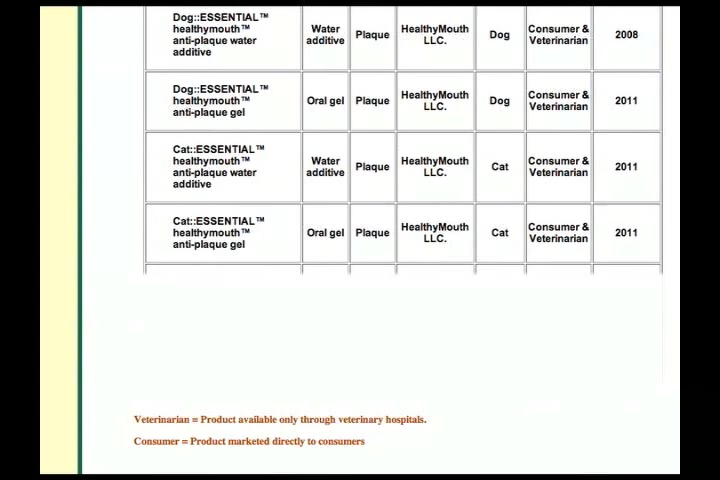 Dog::ESSENTIAL™
healthymouth™
anti-plaque water
additive
Water
additive
Plaque
HealthyMouth
LLC.
Dog
Consumer &
Veterinarian
2008
Dog::ESSENTIAL™
healthymouth™
anti-plaque gel
Oral gel
Plaque
HealthyMouth
LLC.
Dog
Consumer &
Veterinarian
2011
Cat::ESSENTIAL™
healthymouth™
anti-plaque water
additive
Water
additive
Plaque
HealthyMouth
LLC.
Cat
Consumer &
Veterinarian
2011
Cat::ESSENTIAL™
healthymouth™
anti-plaque gel
Oral gel
Plaque
HealthyMouth
LLC.
Cat
Consumer &
Veterinarian
2011
Veterinarian = Product available only through veterinary hospitals.
Consumer = Product marketed directly to consumers